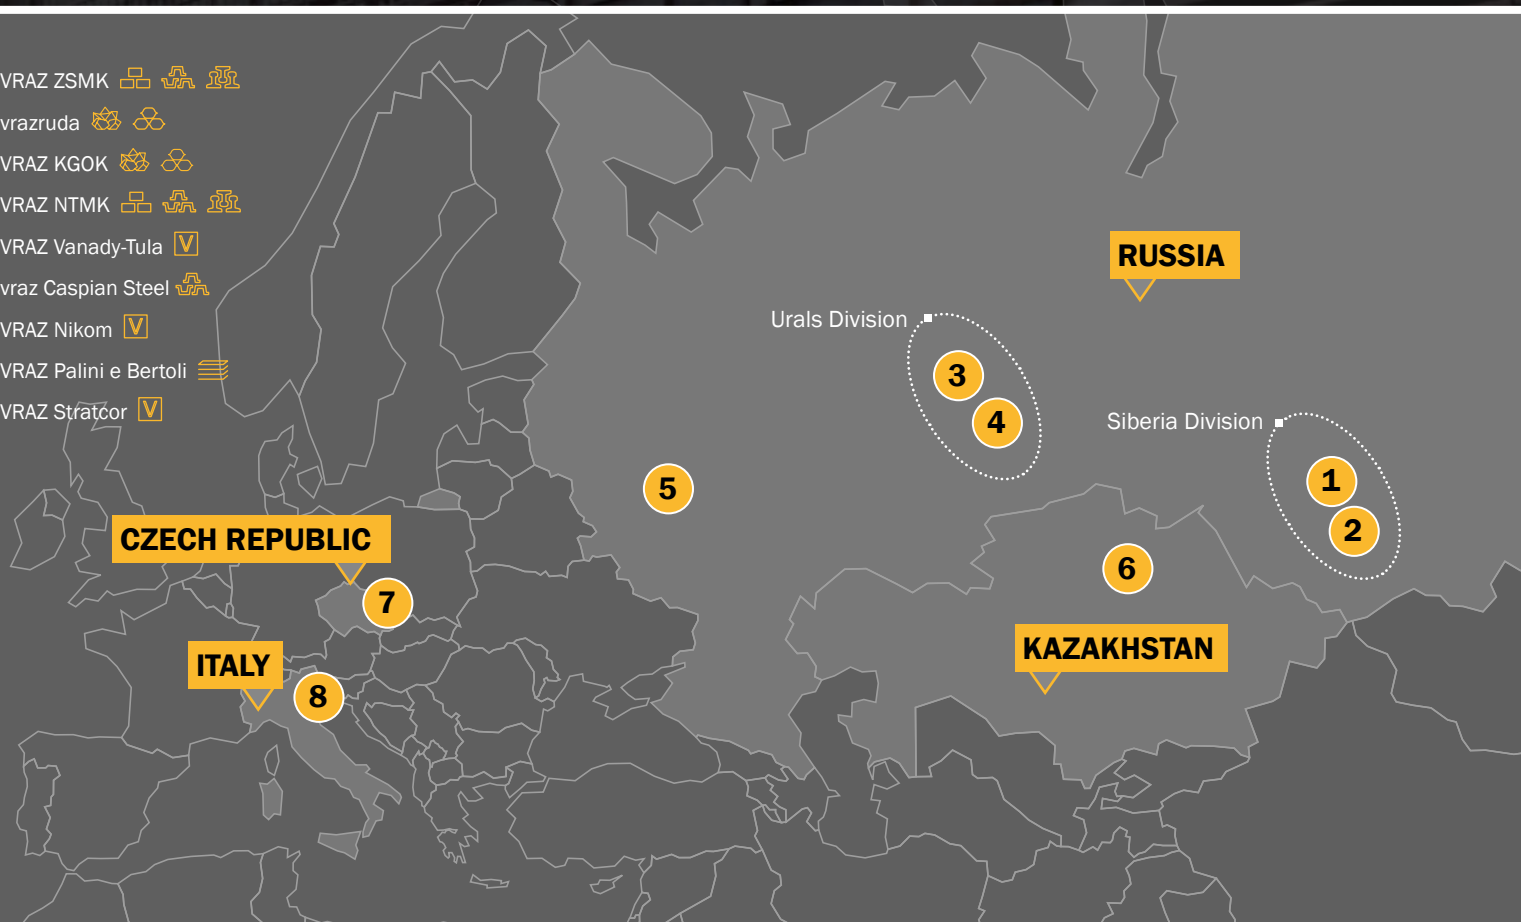 VRAZ ZSMK
vrazruda
VRAZ KGOK
VRAZ NTMK
VRAZ Vanady-Tula V
vraz Caspian Steel
VRAZ Nikom V
VRAZ Palini e Bertoli
VRAZ Stratcor V
RUSSIA
Urals Division
3
4
Siberia Division
1
2
5
CZECH REPUBLIC
7
6
KAZAKHSTAN
ITALY
8